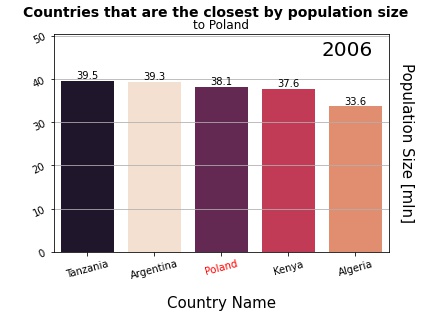 Countries that are the closest by population size
to Poland
2006
50
40
30
20
10
0
39.5
39.3
38.1
37.6
33.6
Tanzania
Argentina
Poland
Kenya
Algeria
Country Name
Population Size [mln]